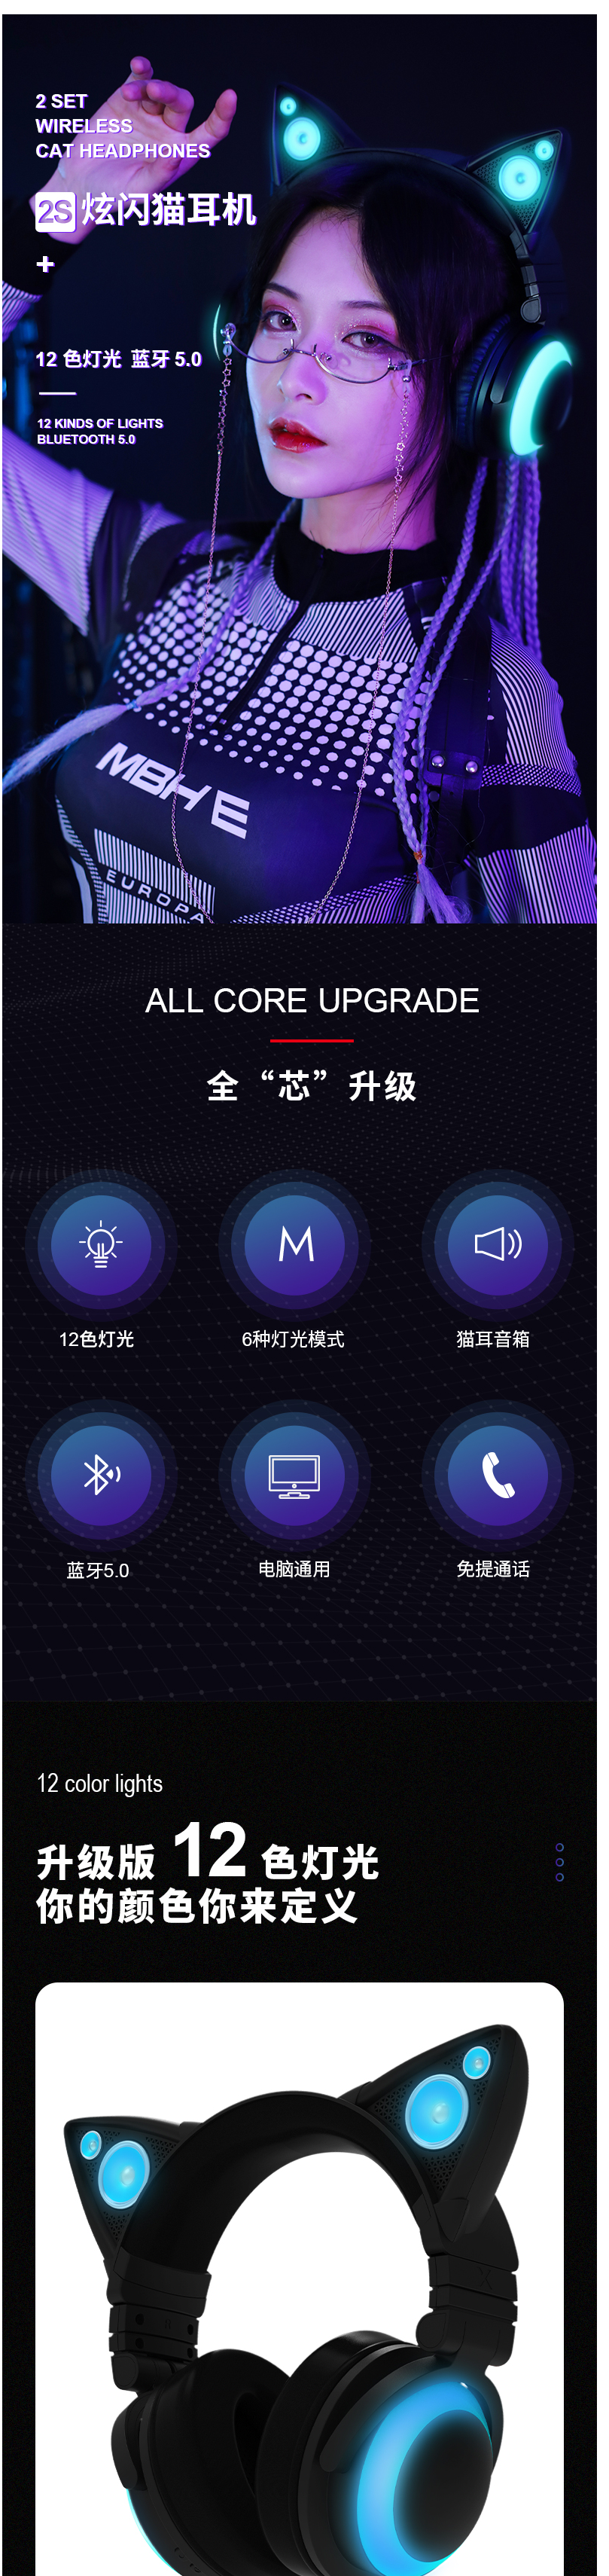 2 SET
WIRELESS
CAT HEADPHONES
2S 炫闪猫耳机
+
12 色灯光 蓝牙 5.0
12 KINDS OF LIGHTS
BLUETOOTH 5.0
MBHE
EUROPA
ALL CORE UPGRADE
全“芯”升级
M
12色灯光
6种灯光模式
猫耳音箱
蓝牙5.0
电脑通用
免提通话
12 color lights
升级版 12 色灯光
你的颜色你来定义